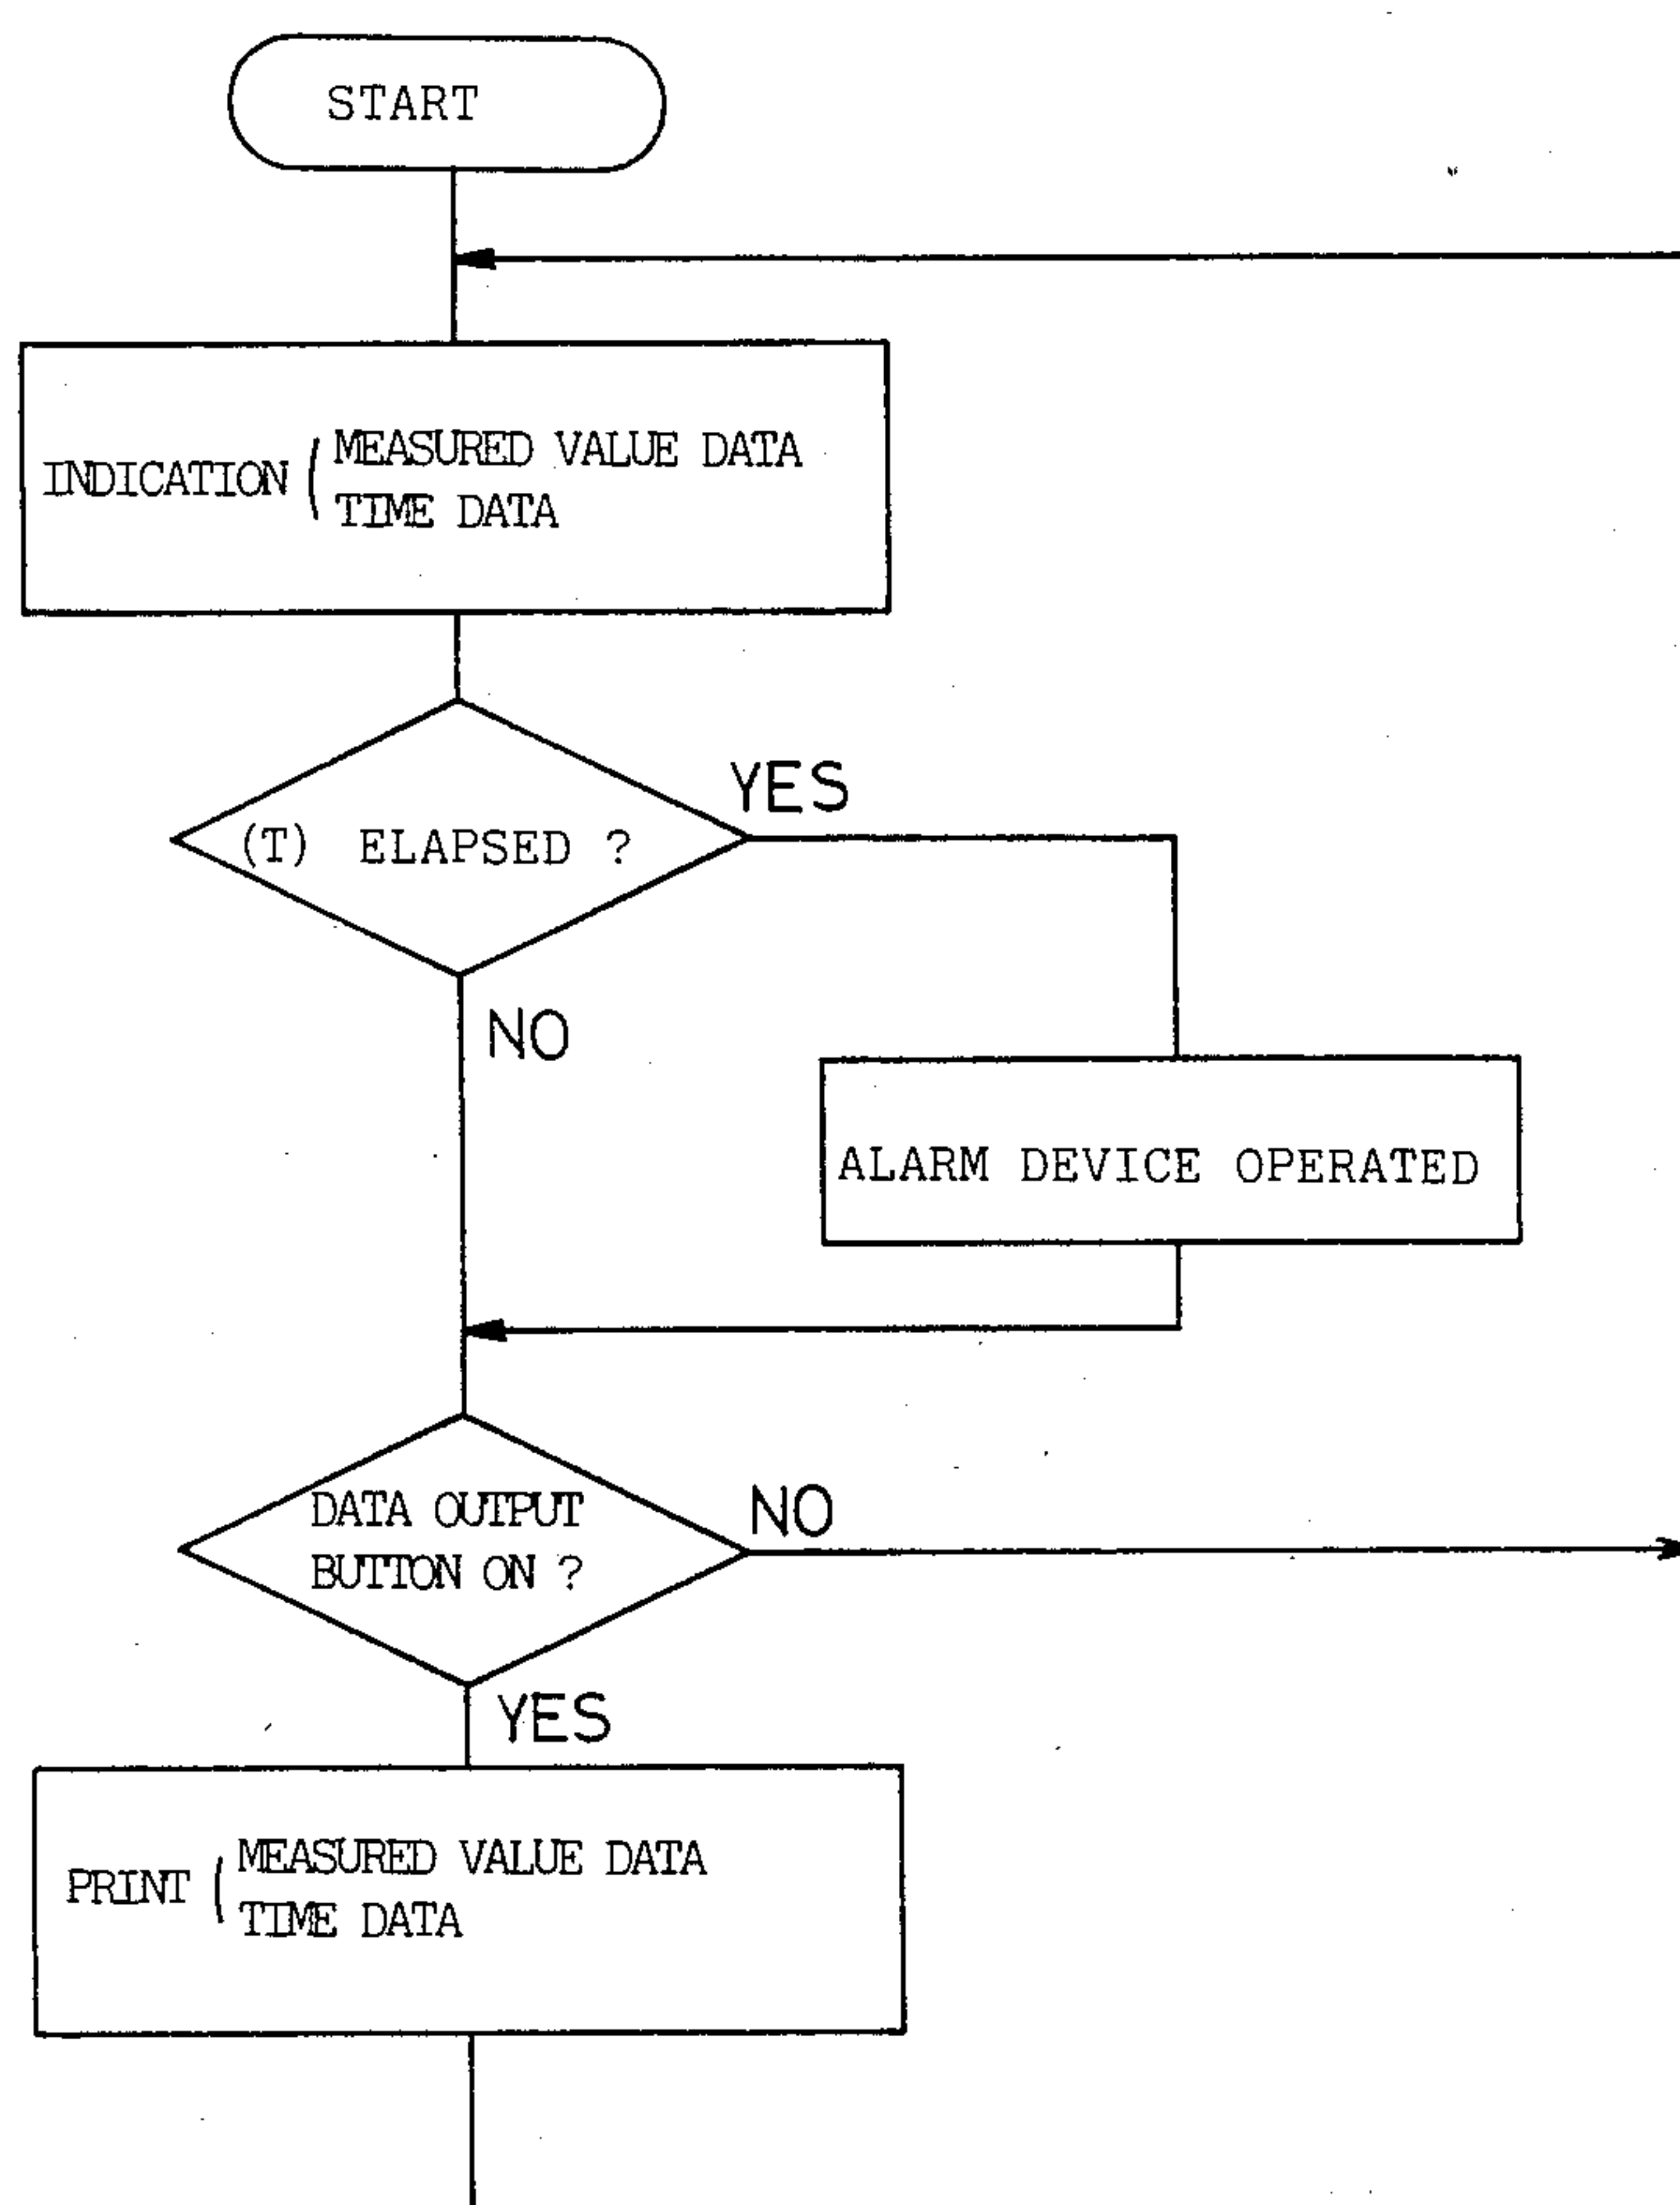 START
INDICATION ( MEASURED VALUE DATA
TIME DATA
(T) ELAPSED ?
YES
NO
ALARM DEVICE OPERATED
DATA OUTPUT
BUTTON ON ?
NO
YES
PRINT ( MEASURED VALUE DATA
TIME DATA